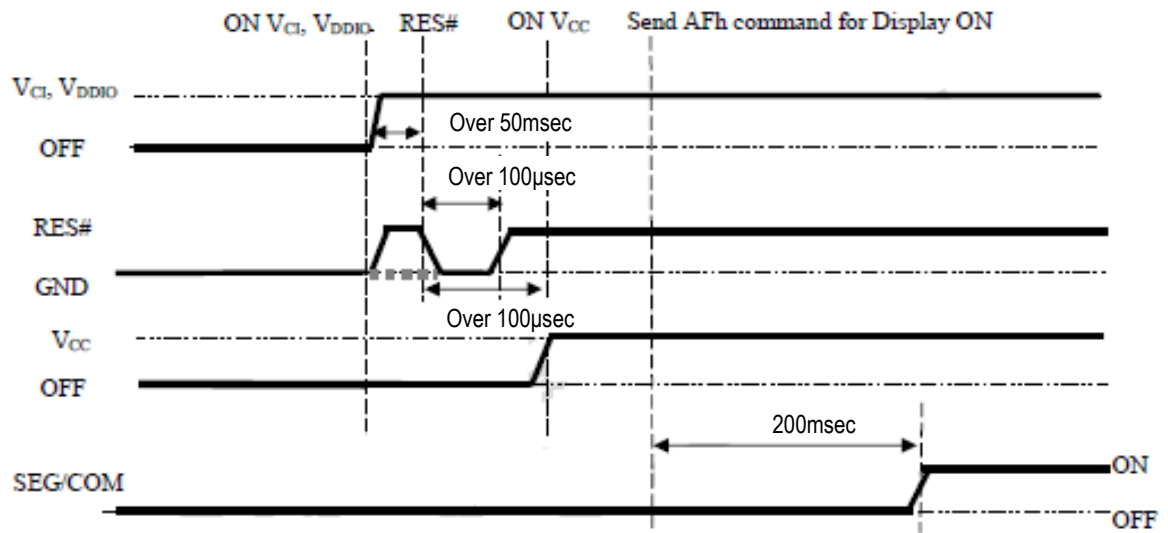 ON VCI, VDDIO. RES# ON VCC Send AFh command for Display ON
VCI, VDDIO
Over 50msec
OFF
Over 100µsec
RES#
GND
Over 100µsec
VCC
OFF
200msec
ON
SEG/COM
OFF